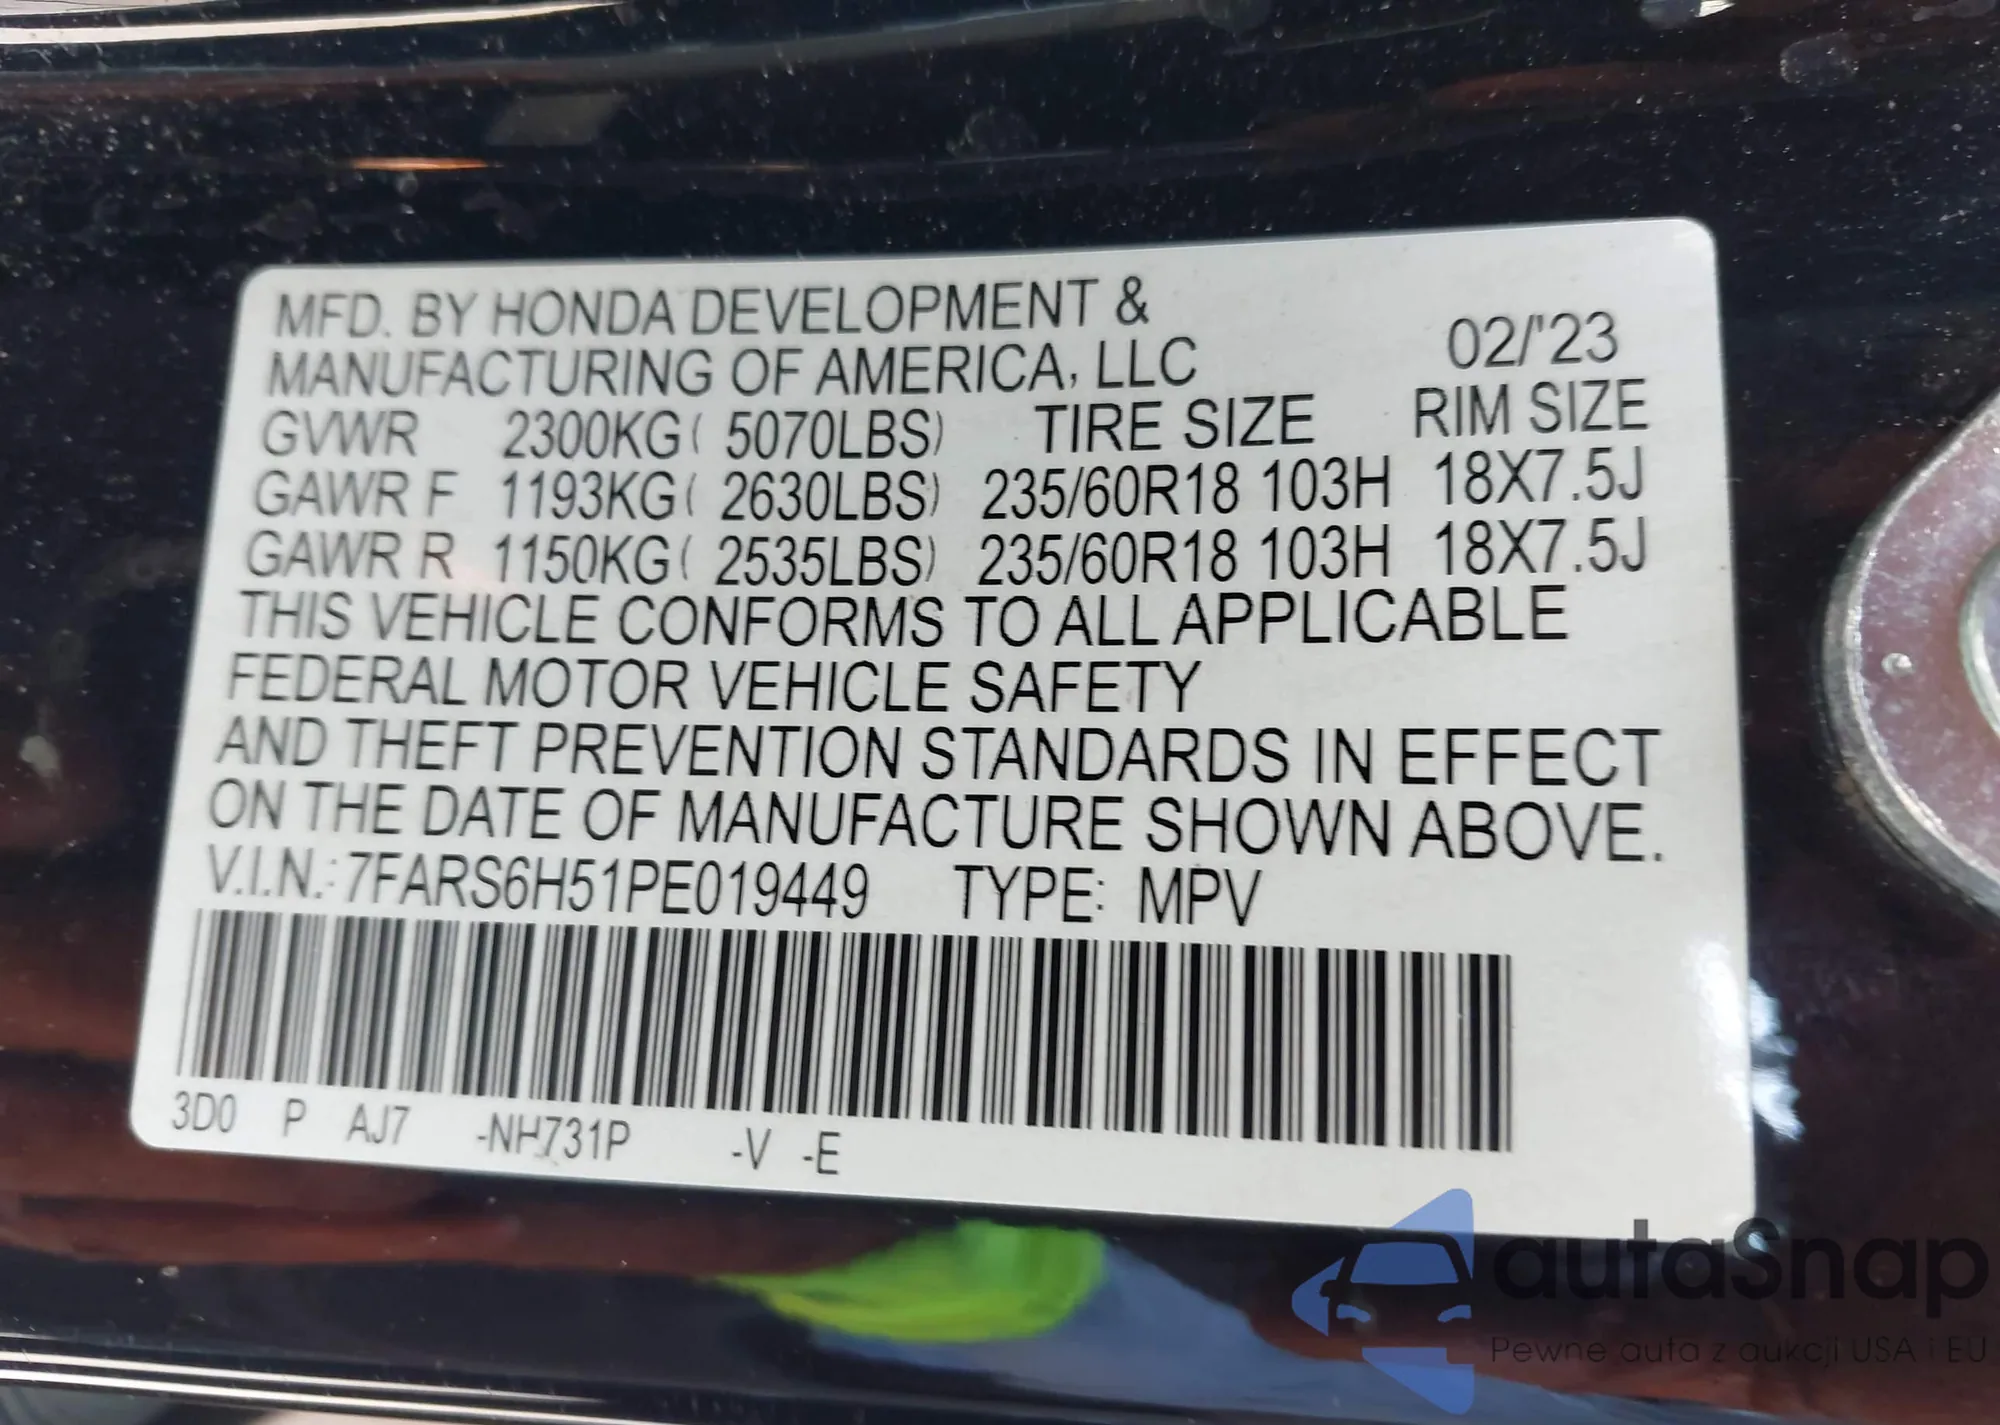 MFD. BY HONDA DEVELOPMENT &
MANUFACTURING OF AMERICA, LLC 02/'23
GVWR 2300KG( 5070LBS) TIRE SIZE RIM SIZE
GAWR F 1193KG( 2630LBS) 235/60R18 103H 18X7.5J
GAWR R 1150KG( 2535LBS) 235/60R18 103H 18X7.5J
THIS VEHICLE CONFORMS TO ALL APPLICABLE
FEDERAL MOTOR VEHICLE SAFETY
AND THEFT PREVENTION STANDARDS IN EFFECT
ON THE DATE OF MANUFACTURE SHOWN ABOVE.
V.I.N.: 7FARS6H51PE019449 TYPE: MPV
3D0 P AJ7 -NH731P -V -E
autaSnap
Pewne auta z aukcji USA i EU